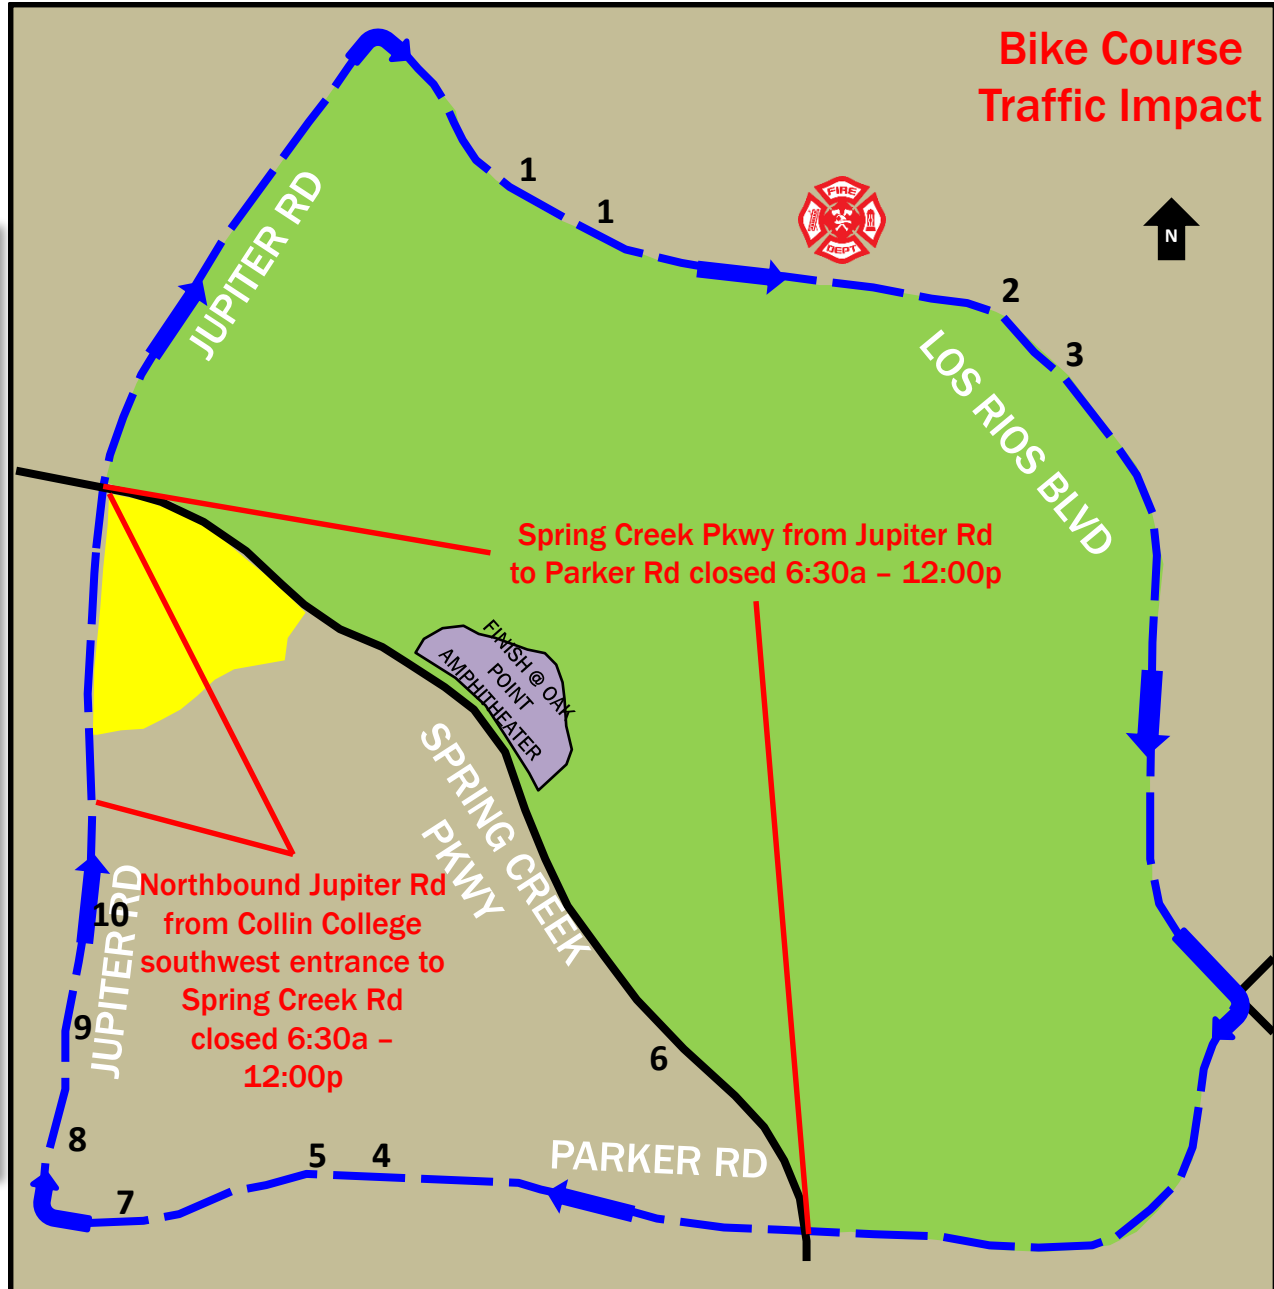 Bike Course
Traffic Impact
1
1
FIRE
DEPT
N
2
3
JUPITER RD
LOS RIOS BLVD
Spring Creek Pkwy from Jupiter Rd
to Parker Rd closed 6:30a – 12:00p
FINISH @ OAK
POINT
AMPHITHEATER
SPRING CREEK
PKWY
JUPITER RD
Northbound Jupiter Rd
from Collin College
southwest entrance to
Spring Creek Rd
closed 6:30a –
12:00p
10
9
6
8
5
4
PARKER RD
7